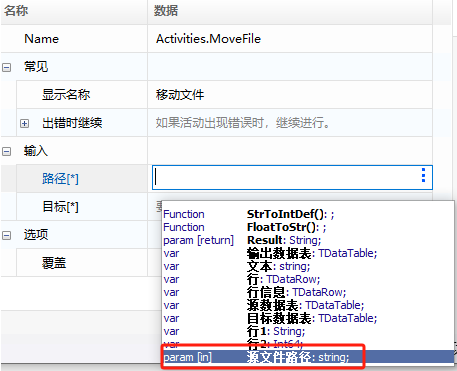 名称 数据
Name Activities.MoveFile
常见
显示名称 移动文件
出错时继续 如果活动出现错误时，继续进行。
输入
路径[*]
目标[*]
选项
覆盖
Function StrToIntDef(): ;
Function FloatToStr(): ;
param [return] Result: String;
var 输出数据表: TDataTable;
var 文本: string;
var 行: TDataRow;
var 行信息: TDataRow;
var 源数据表: TDataTable;
var 目标数据表: TDataTable;
var 行1: String;
var 行2: Int64;
param [in] 源文件路径: string;